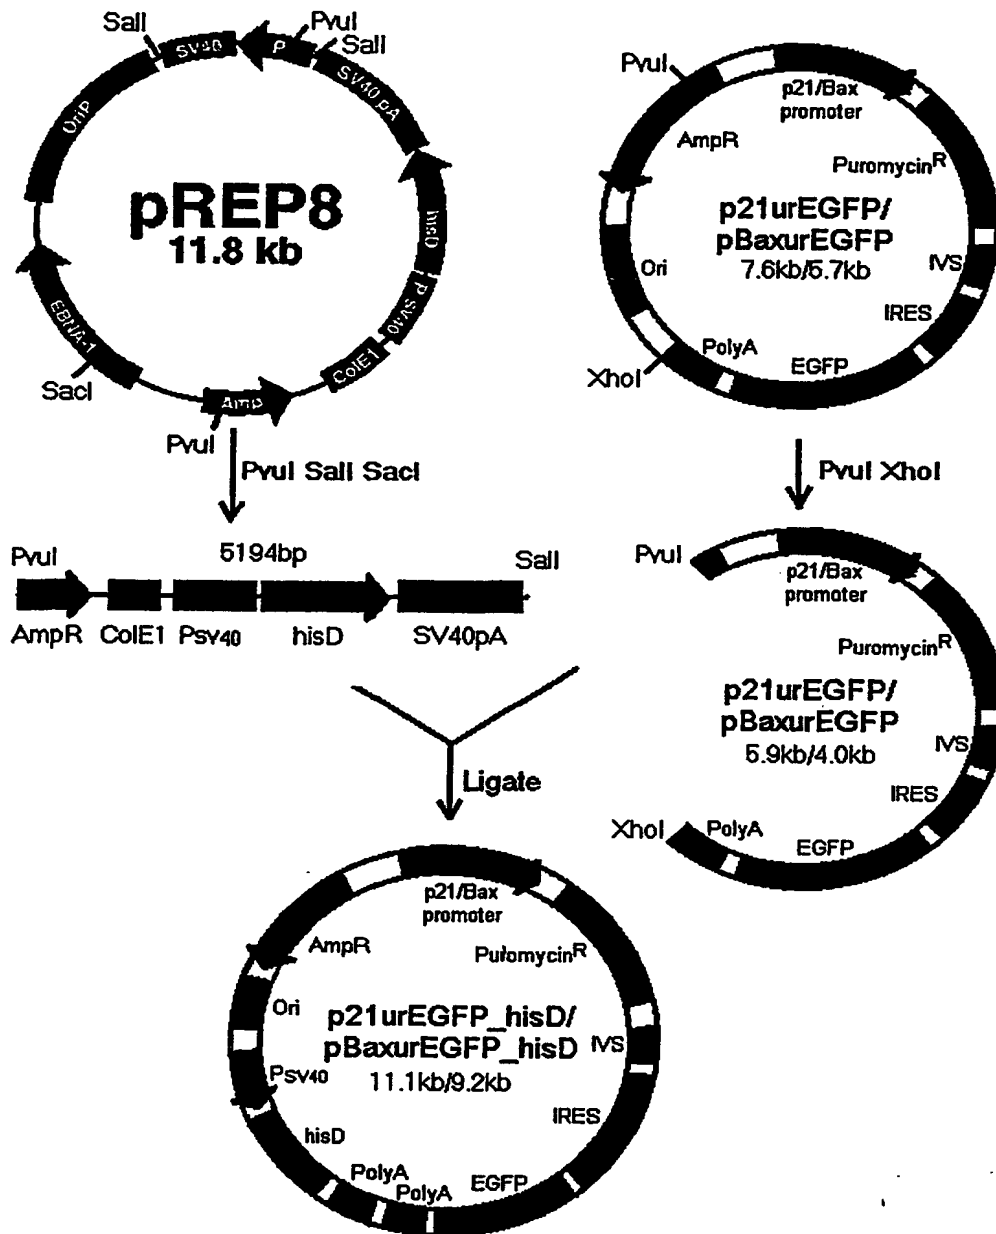 SalI
PvuI
SalI
SV40
P
SV40 pA
OriP
hisD
pREP8
11.8 kb
P SV40
EBNA-1
ColE1
SacI
Amp
PvuI
PvuI SalI SacI
PvuI
5194bp
SalI
AmpR
ColE1
PSV40
hisD
SV40pA
PvuI
p21/Bax
promoter
AmpR
PuromycinR
p21urEGFP/
pBaxurEGFP
7.6kb/5.7kb
Ori
IVS
IRES
PolyA
EGFP
XhoI
PvuI XhoI
PvuI
p21/Bax
promoter
PuromycinR
p21urEGFP/
pBaxurEGFP
5.9kb/4.0kb
IVS
IRES
XhoI
PolyA
EGFP
Ligate
p21/Bax
promoter
AmpR
PuromycinR
Ori
p21urEGFP_hisD/
pBaxurEGFP_hisD
11.1kb/9.2kb
IVS
PSV40
IRES
hisD
PolyA
PolyA
EGFP